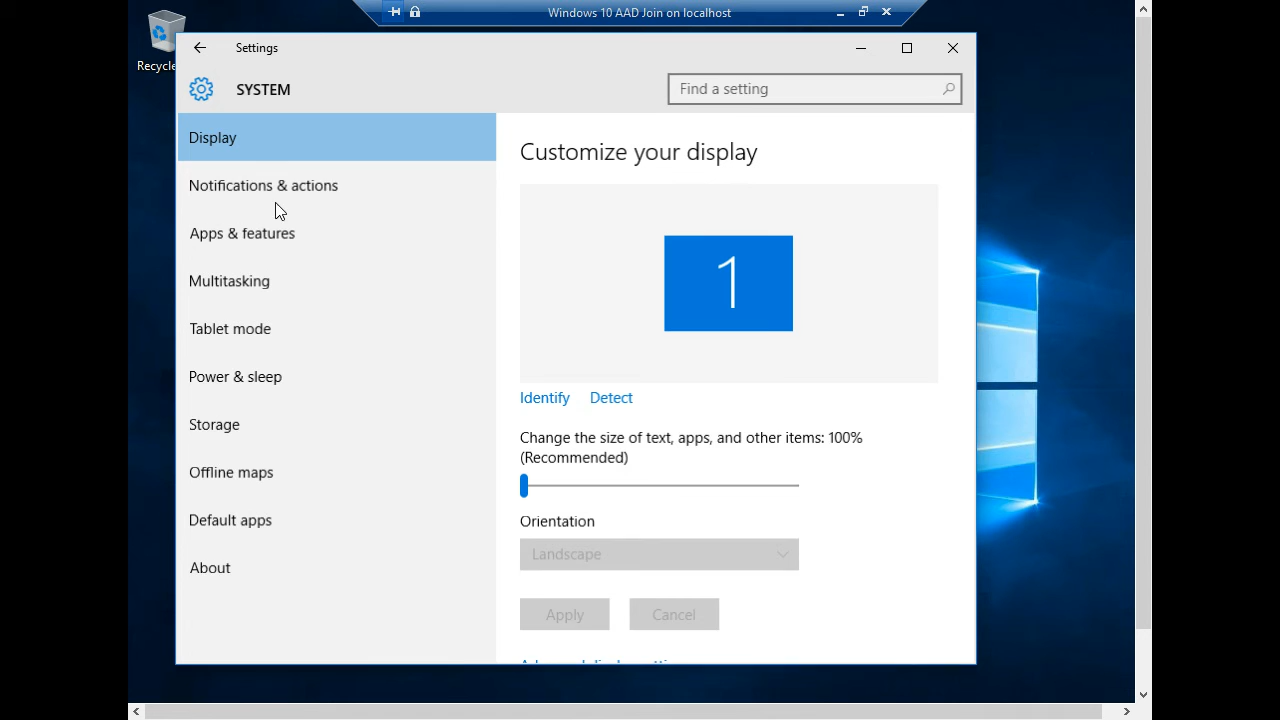 Windows 10 AAD Join on localhost
Settings
SYSTEM
Find a setting
Display
Notifications & actions
Apps & features
Multitasking
Tablet mode
Power & sleep
Storage
Offline maps
Default apps
About
Customize your display
1
Identify Detect
Change the size of text, apps, and other items: 100%
(Recommended)
Orientation
Landscape
Apply Cancel
Recycle